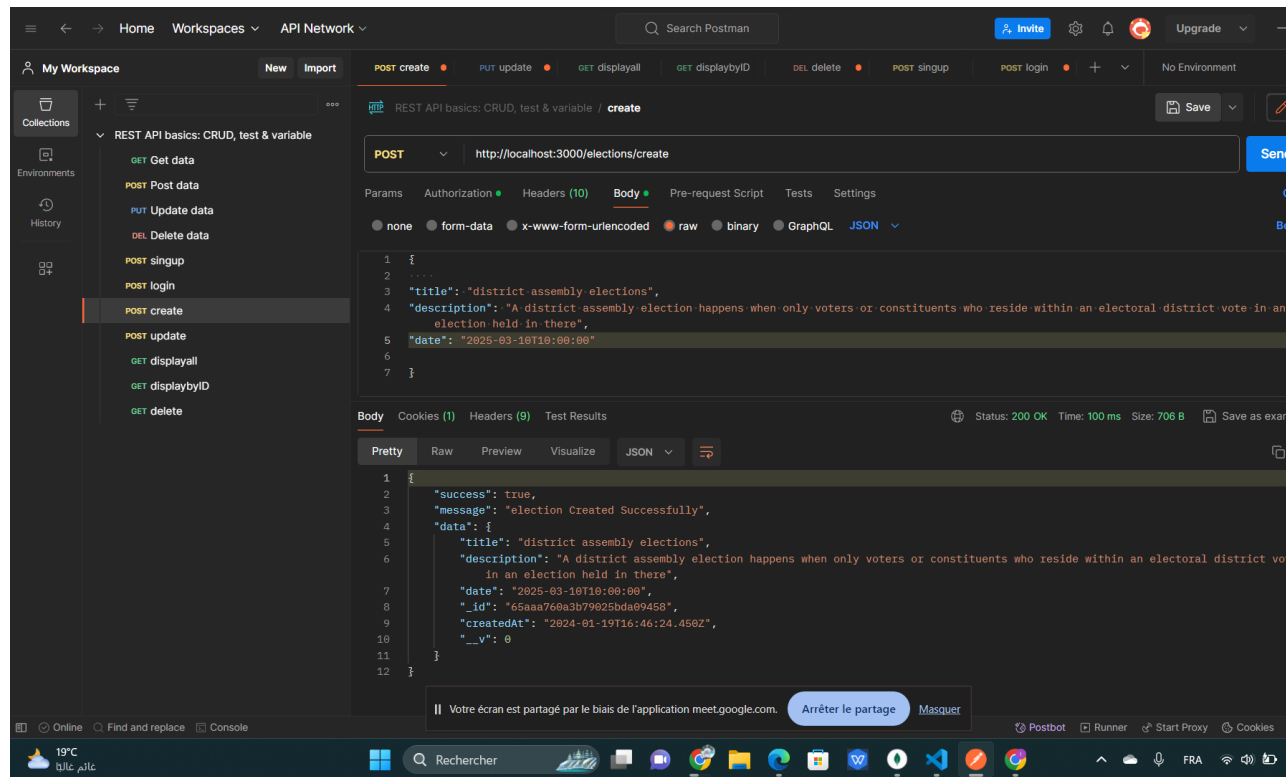 Home Workspaces API Network Search Postman Invite Upgrade
My Workspace New Import POST create PUT update GET displayall GET displaybyID DEL delete POST singup POST login No Environment
Collections
Environments
History
REST API basics: CRUD, test & variable
GET Get data
POST Post data
PUT Update data
DEL Delete data
POST singup
POST login
POST create
POST update
GET displayall
GET displaybyID
GET delete
HTTP REST API basics: CRUD, test & variable / create Save
POST http://localhost:3000/elections/create Send
Params Authorization Headers (10) Body Pre-request Script Tests Settings
none form-data x-www-form-urlencoded raw binary GraphQL JSON Be
1 {
2 ....
3 "title": "district assembly elections",
4 "description": "A district assembly election happens when only voters or constituents who reside within an electoral district vote in an
election held in there",
5 "date": "2025-03-10T10:00:00"
6
7 }
Body Cookies (1) Headers (9) Test Results Status: 200 OK Time: 100 ms Size: 706 B Save as exam
Pretty Raw Preview Visualize JSON
1 {
2 "success": true,
3 "message": "election Created Successfully",
4 "data": {
5 "title": "district assembly elections",
6 "description": "A district assembly election happens when only voters or constituents who reside within an electoral district vo
in an election held in there",
7 "date": "2025-03-10T10:00:00",
8 "_id": "65aaa760a3b79025bda09458",
9 "createdAt": "2024-01-19T16:46:24.450Z",
10 "__v": 0
11 }
12 }
Votre écran est partagé par le biais de l'application meet.google.com. Arrêter le partage Masquer
Online Find and replace Console Postbot Runner Start Proxy Cookies
19°C
غائم غالبًا
Rechercher FRA